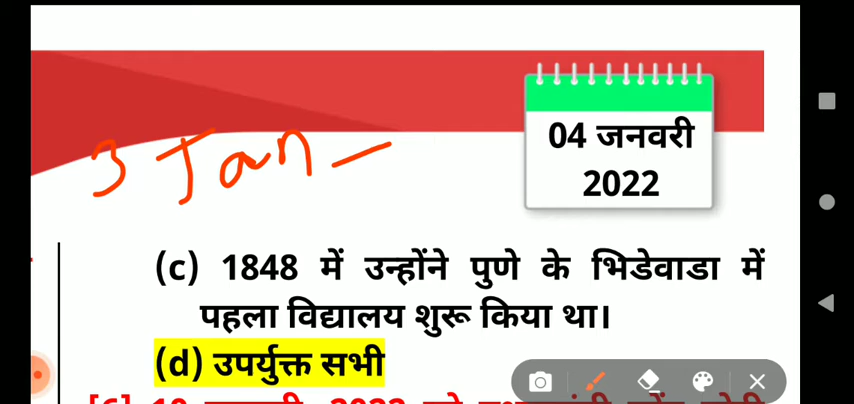 04 जनवरी
2022
3 Jan –
(c) 1848 में उन्होंने पुणे के भिडेवाडा में
पहला विद्यालय शुरू किया था।
(d) उपर्युक्त सभी